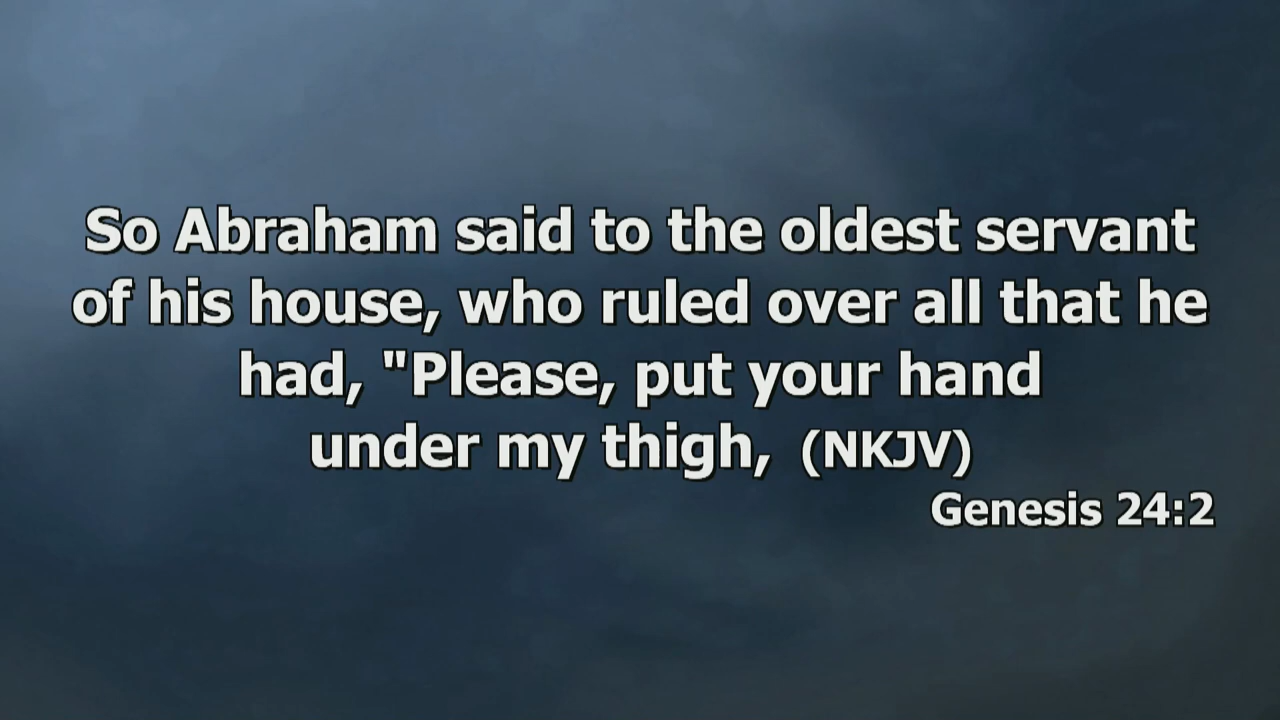 So Abraham said to the oldest servant
of his house, who ruled over all that he
had, "Please, put your hand
under my thigh, (NKJV)
Genesis 24:2